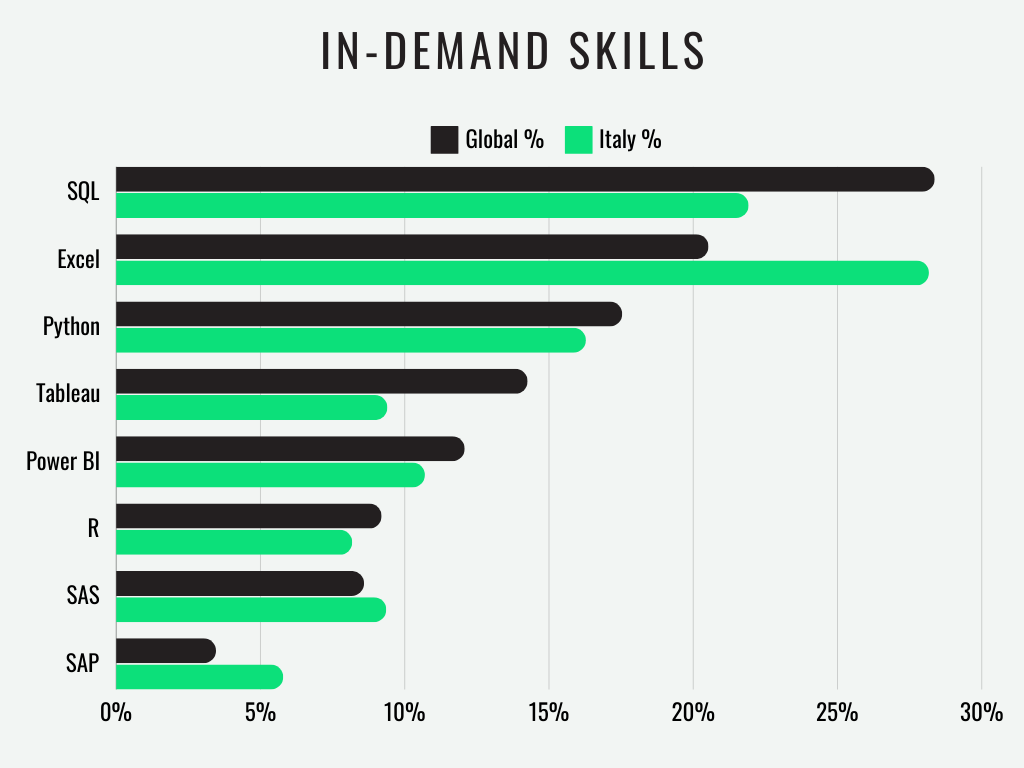 IN-DEMAND SKILLS
Global % Italy %
SQL
Excel
Python
Tableau
Power BI
R
SAS
SAP
0% 5% 10% 15% 20% 25% 30%